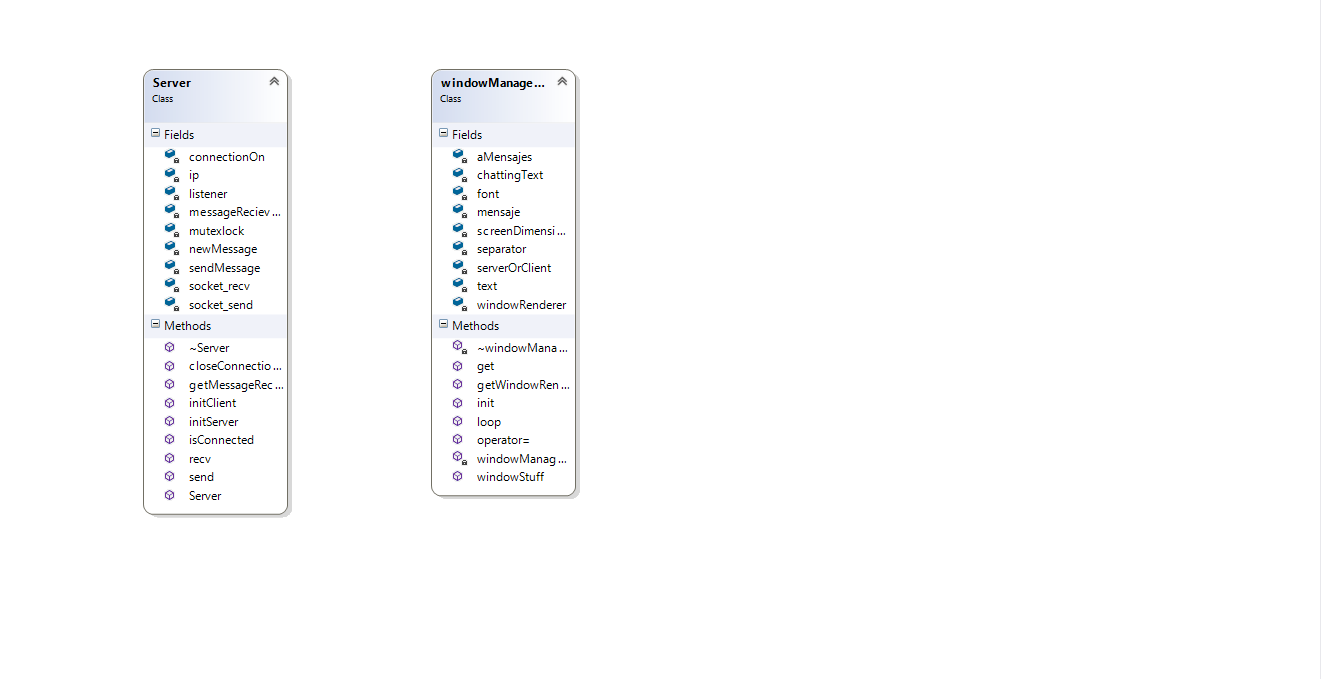 Server
Class
Fields
connectionOn
ip
listener
messageReciev...
mutexlock
newMessage
sendMessage
socket_recv
socket_send
Methods
~Server
closeConnectio...
getMessageRec...
initClient
initServer
isConnected
recv
send
Server
windowManage...
Class
Fields
aMensajes
chattingText
font
mensaje
screenDimensi...
separator
serverOrClient
text
windowRenderer
Methods
~windowMana...
get
getWindowRen...
init
loop
operator=
windowManag...
windowStuff